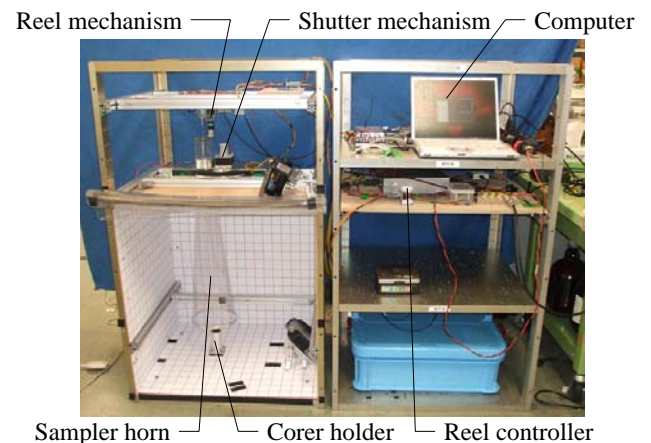 Reel mechanism
Shutter mechanism
Computer
Sampler horn
Corer holder
Reel controller